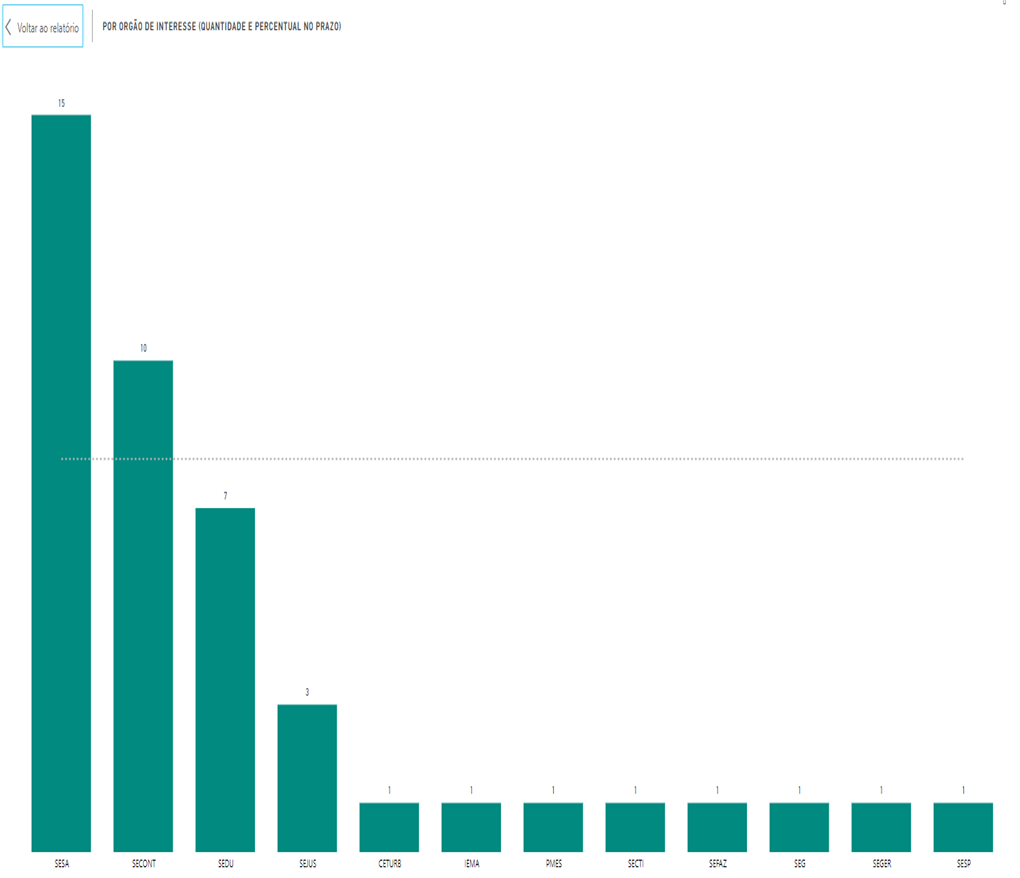 Voltar ao relatório
POR ORGÃO DE INTERESSE (QUANTIDADE E PERCENTUAL NO PRAZO)
15
10
7
3
1 1 1 1 1 1 1 1
SESA SECONT SEDU SEJUS CETURB IEMA PMES SECTI SEFAZ SEG SEGER SESP